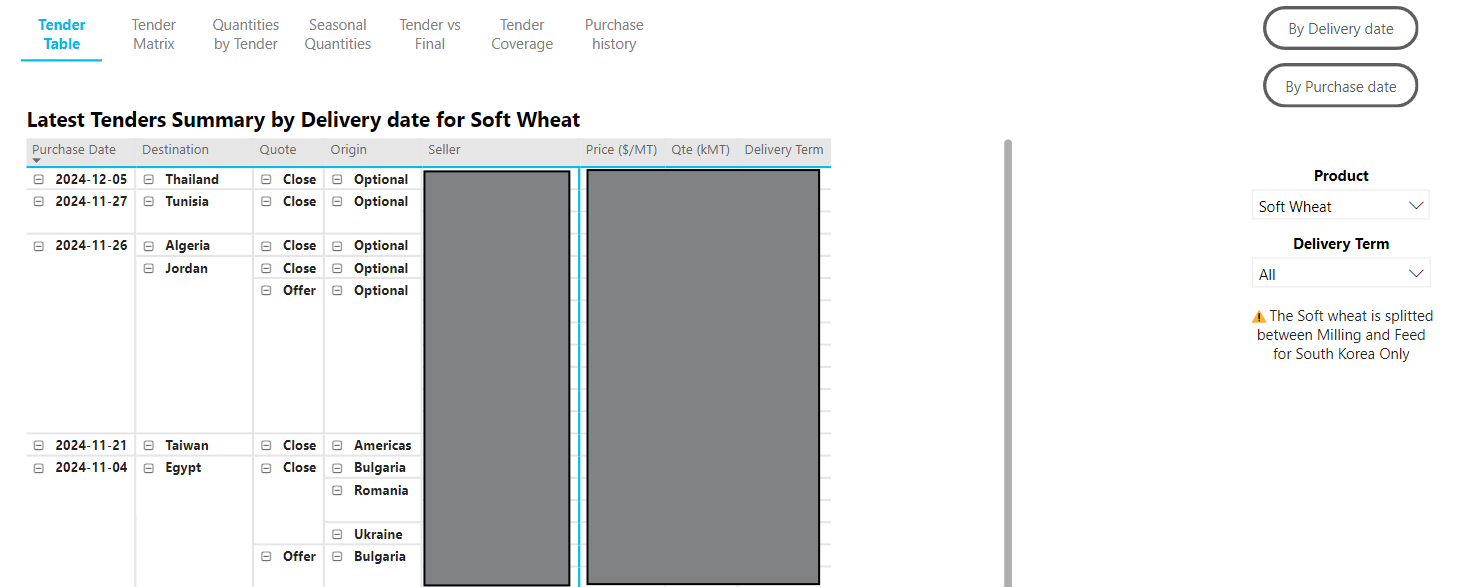 Tender Table
Tender Matrix
Quantities by Tender
Seasonal Quantities
Tender vs Final
Tender Coverage
Purchase history
By Delivery date
By Purchase date
Latest Tenders Summary by Delivery date for Soft Wheat
Purchase Date Destination Quote Origin Seller Price ($/MT) Qte (kMT) Delivery Term
2024-12-05 Thailand Close Optional
2024-11-27 Tunisia Close Optional
2024-11-26 Algeria Close Optional
Jordan Close Optional
Offer Optional
2024-11-21 Taiwan Close Americas
2024-11-04 Egypt Close Bulgaria
Romania
Ukraine
Offer Bulgaria
Product
Soft Wheat
Delivery Term
All
The Soft wheat is splitted
between Milling and Feed
for South Korea Only